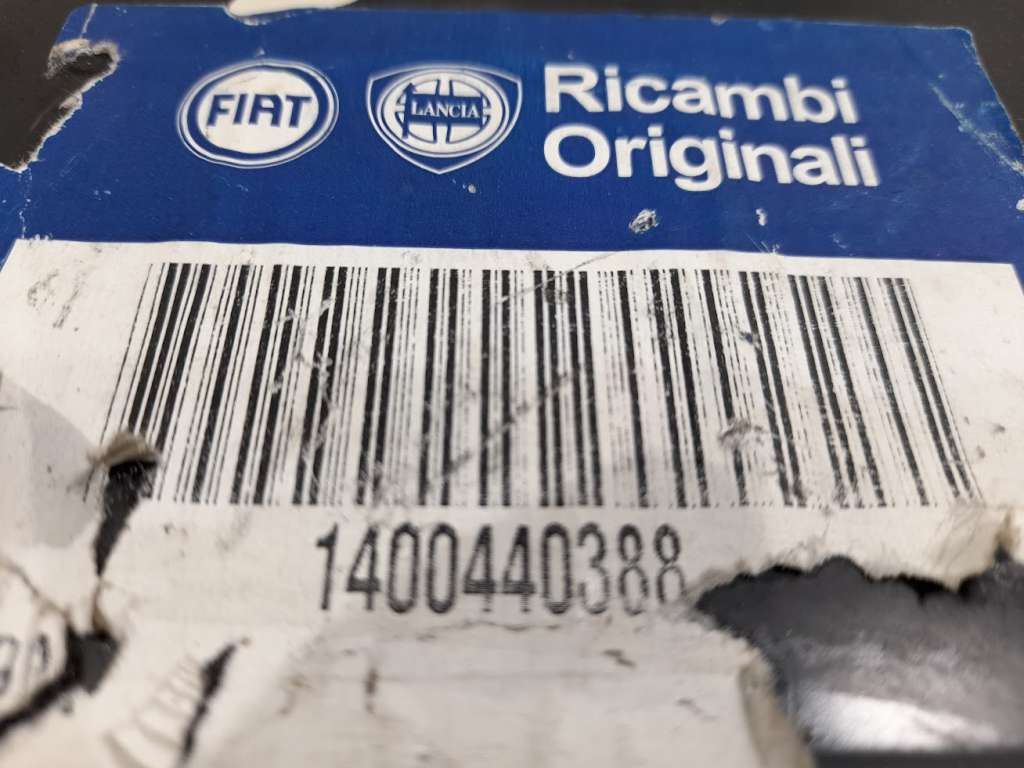 FIAT
LANCIA
Ricambi
Originali
1400440388